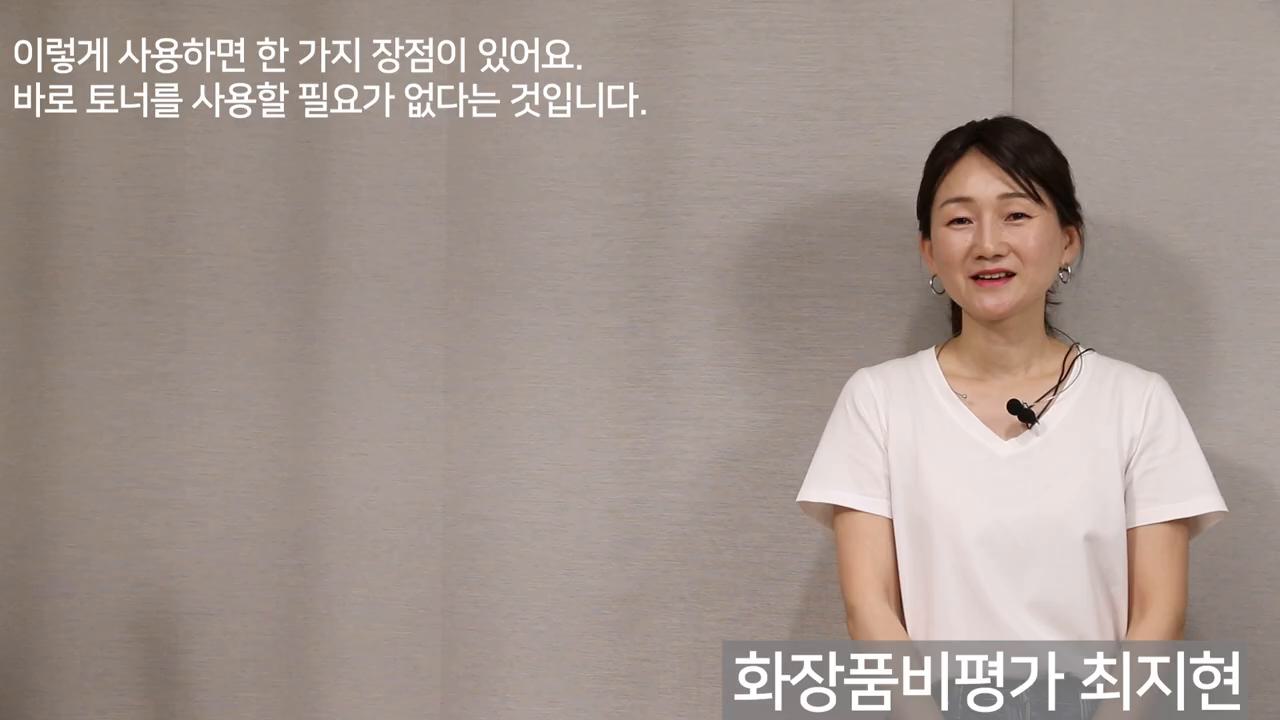 이렇게 사용하면 한 가지 장점이 있어요.
바로 토너를 사용할 필요가 없다는 것입니다.
화장품비평가 최지현